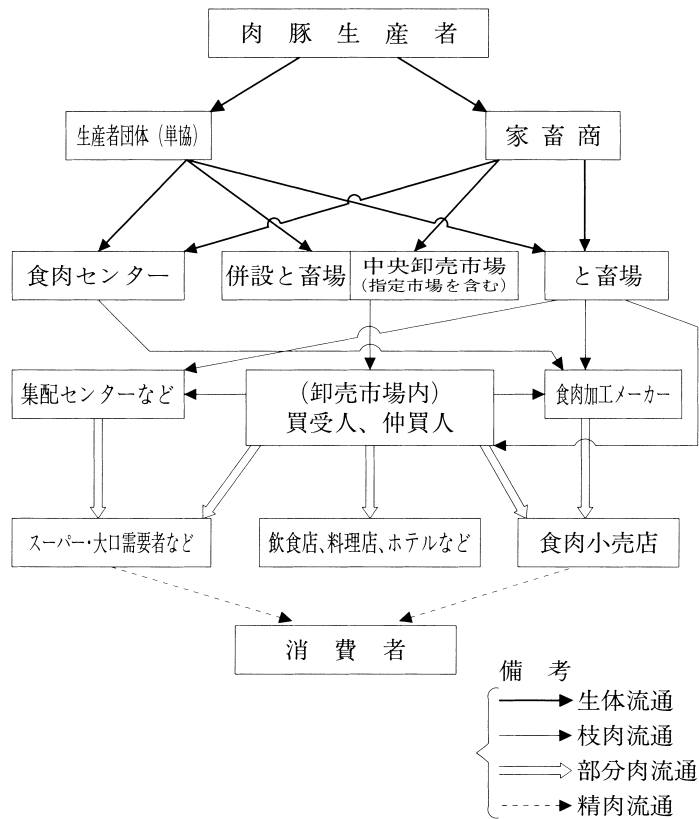 肉豚生産者
生産者団体（単協）
家畜商
食肉センター
併設と畜場
中央卸売市場
（指定市場を含む）
と畜場
集配センターなど
（卸売市場内）
買受人、仲買人
食肉加工メーカー
スーパー・大口需要者など
飲食店、料理店、ホテルなど
食肉小売店
消費者
備考
生体流通
枝肉流通
部分肉流通
精肉流通